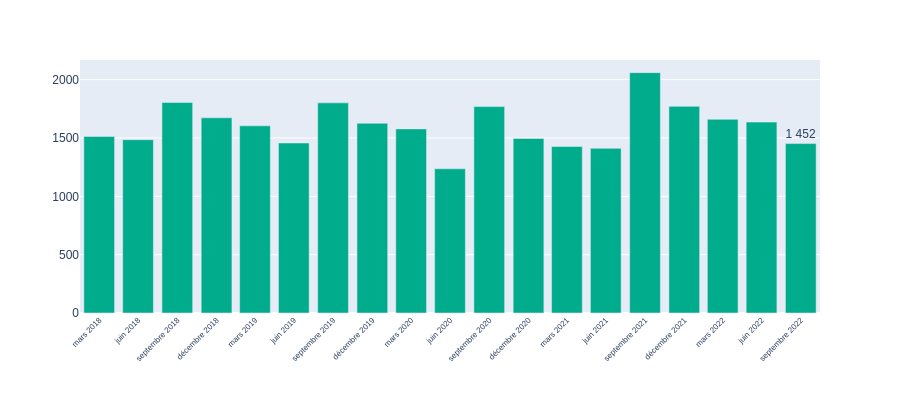 2000
1500
1000
500
0
1 452
mars 2018
juin 2018
septembre 2018
décembre 2018
mars 2019
juin 2019
septembre 2019
décembre 2019
mars 2020
juin 2020
septembre 2020
décembre 2020
mars 2021
juin 2021
septembre 2021
décembre 2021
mars 2022
juin 2022
septembre 2022